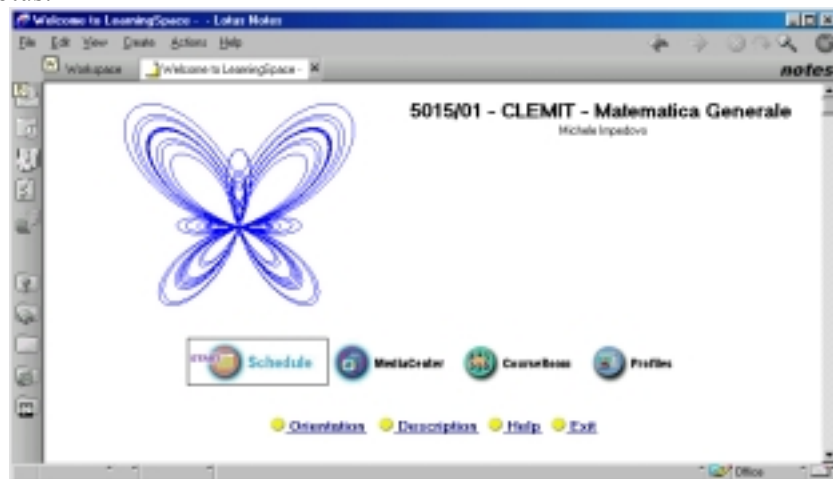 Welcome to LearningSpace - - Lotus Notes
File Edit View Create Actions Help
Workspace Welcome to LearningSpace -
notes
5015/01 - CLEMIT - Matematica Generale
Michele Impedovo
START Schedule MediaCenter CourseRoom Profiles
Orientation Description Help Exit
Office